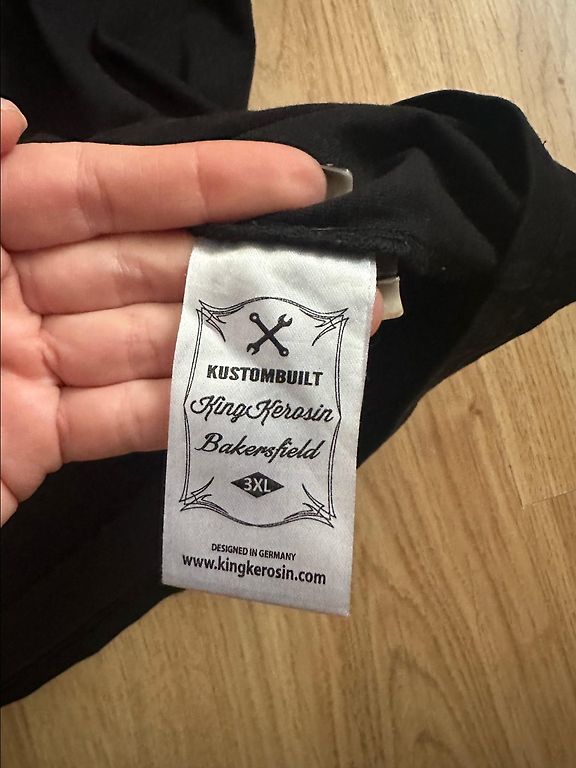 KUSTOMBUILT
KingKerosin
Bakersfield
3XL
DESIGNED IN GERMANY
www.kingkerosin.com